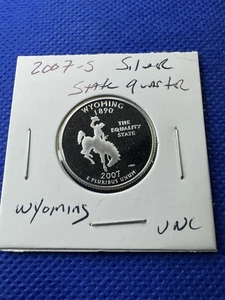 2007-S Silver
State Quarter
WYOMING
1890
THE
EQUALITY
STATE
2007
E PLURIBUS UNUM
Wyoming
UNC